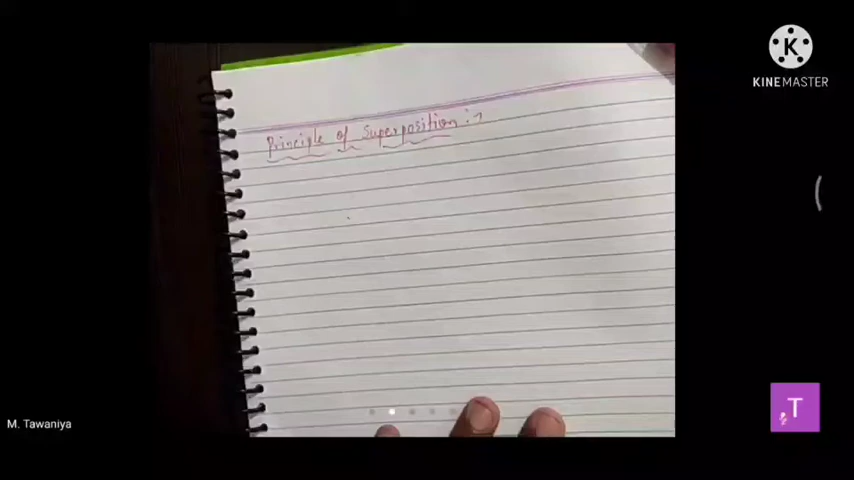 KINEMASTER
Principle of Superposition :→
M. Tawaniya
T